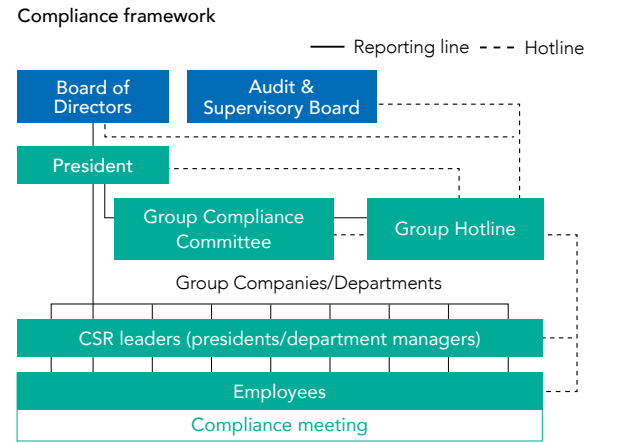 Compliance framework
Reporting line
Hotline
Board of
Directors
Audit &
Supervisory Board
President
Group Compliance
Committee
Group Hotline
Group Companies/Departments
CSR leaders (presidents/department managers)
Employees
Compliance meeting